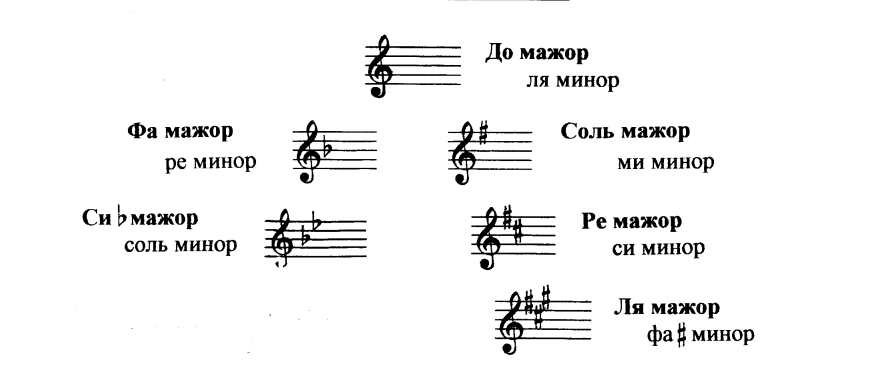 До мажор
ля минор
Фа мажор
ре минор
Соль мажор
ми минор
Си♭мажор
соль минор
Ре мажор
си минор
Ля мажор
фа♯минор